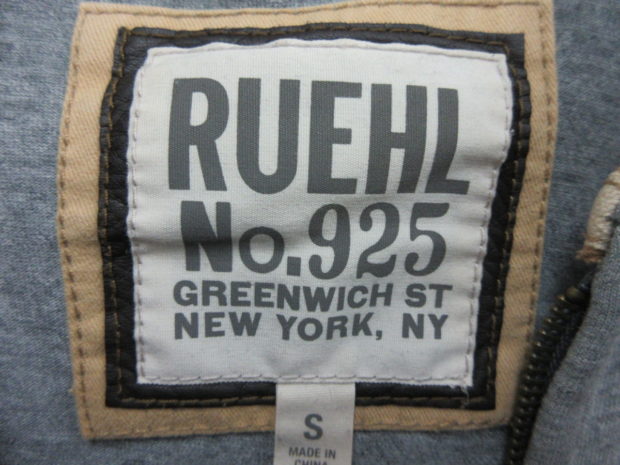 RUEHL
No.925
GREENWICH ST
NEW YORK, NY
S
MADE IN
CHINA